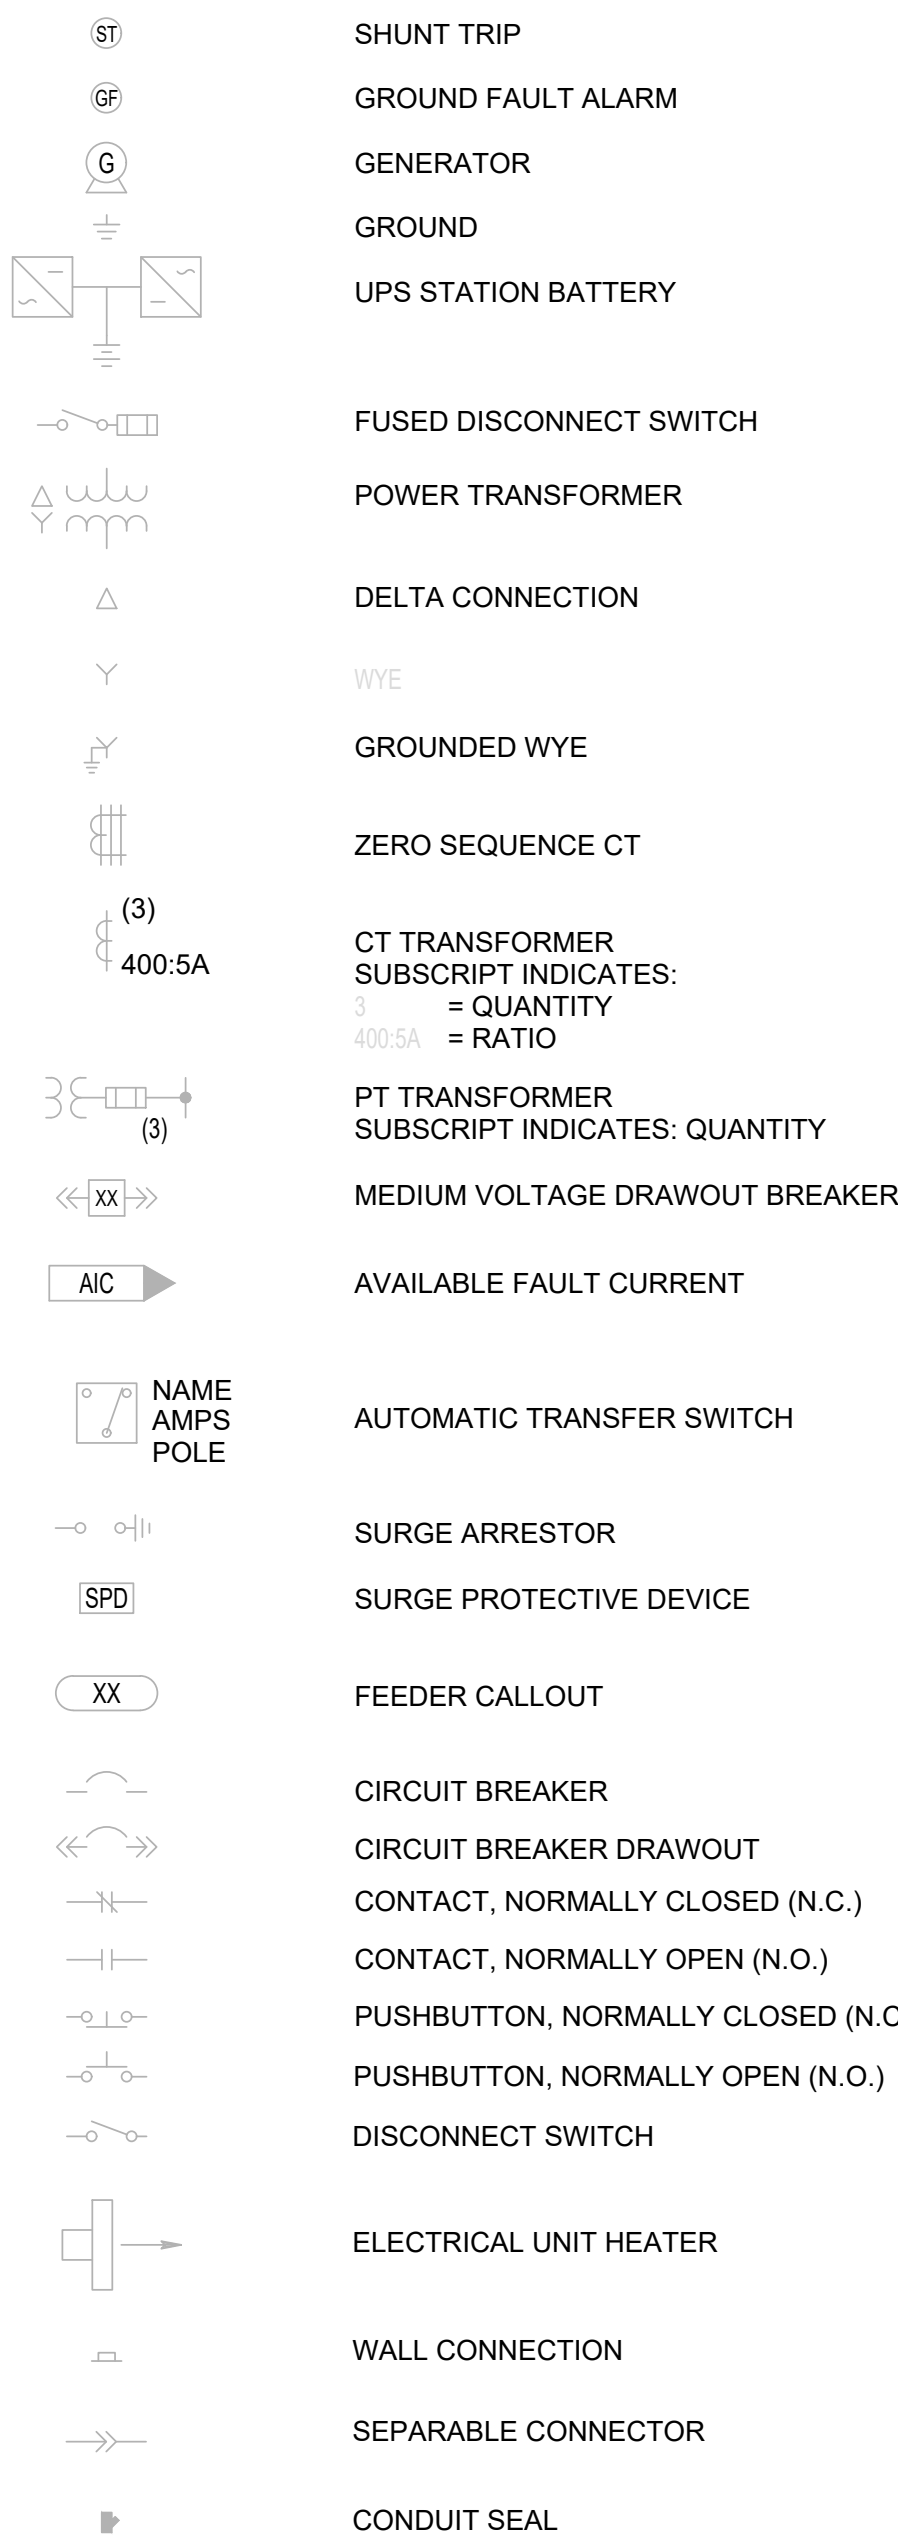 ST SHUNT TRIP
GF GROUND FAULT ALARM
G GENERATOR
GROUND
UPS STATION BATTERY
FUSED DISCONNECT SWITCH
POWER TRANSFORMER
DELTA CONNECTION
WYE
GROUNDED WYE
ZERO SEQUENCE CT
(3)
400:5A
CT TRANSFORMER
SUBSCRIPT INDICATES:
3 = QUANTITY
400:5A = RATIO
PT TRANSFORMER
(3) SUBSCRIPT INDICATES: QUANTITY
XX MEDIUM VOLTAGE DRAWOUT BREAKER
AIC AVAILABLE FAULT CURRENT
NAME
AMPS
POLE
AUTOMATIC TRANSFER SWITCH
SURGE ARRESTOR
SPD SURGE PROTECTIVE DEVICE
XX FEEDER CALLOUT
CIRCUIT BREAKER
CIRCUIT BREAKER DRAWOUT
CONTACT, NORMALLY CLOSED (N.C.)
CONTACT, NORMALLY OPEN (N.O.)
PUSHBUTTON, NORMALLY CLOSED (N.C
PUSHBUTTON, NORMALLY OPEN (N.O.)
DISCONNECT SWITCH
ELECTRICAL UNIT HEATER
WALL CONNECTION
SEPARABLE CONNECTOR
CONDUIT SEAL